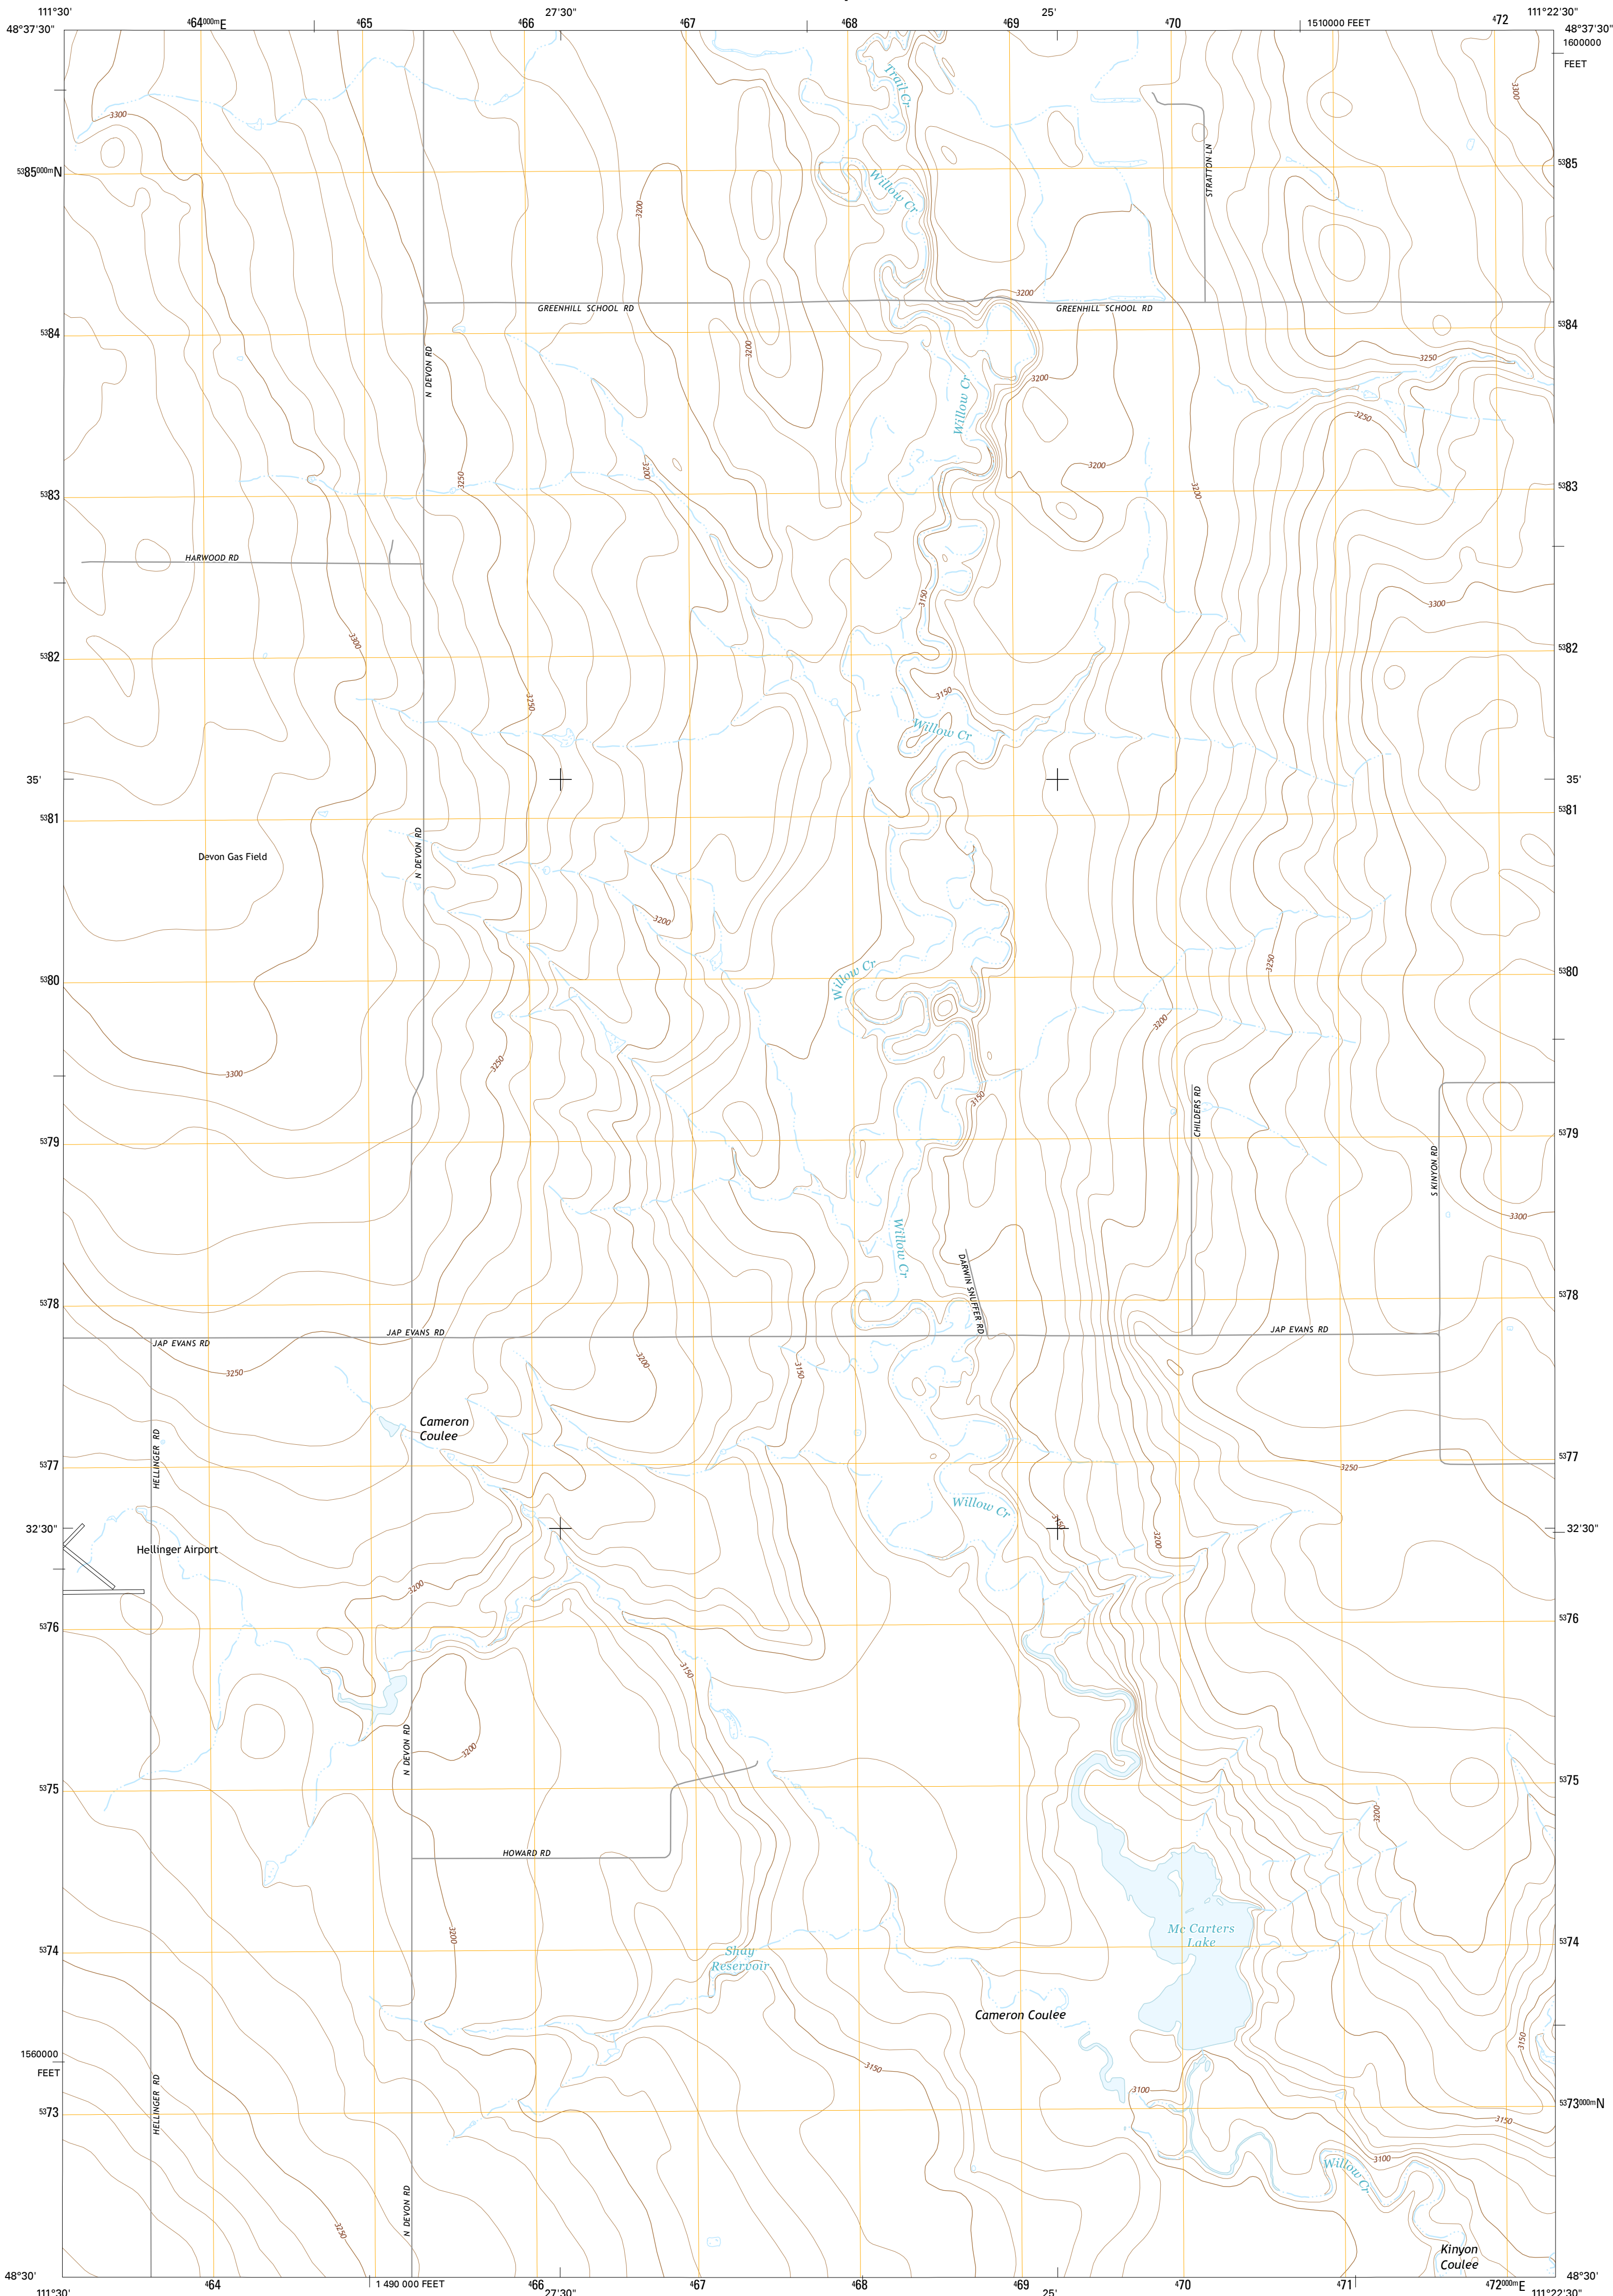 111°30'
⁴64⁰⁰⁰ᵐE
⁴65
⁴66
27'30"
⁴67
⁴68
⁴69
25'
⁴70
1510000 FEET
⁴72
111°22'30"
48°37'30"
48°37'30"
1600000
FEET
Trail Cr
3300
3300
⁵³85⁰⁰⁰ᵐN
⁵³85
STRATTON LN
Willow Cr
3200
3200
GREENHILL SCHOOL RD
GREENHILL SCHOOL RD
⁵³84
⁵³84
N DEVON RD
3200
3250
3200
Willow Cr
3250
3200
3200
3250
3200
⁵³83
⁵³83
HARWOOD RD
3150
3300
3300
⁵³82
⁵³82
3250
3150
Willow Cr
35'
35'
⁵³81
⁵³81
N DEVON RD
Devon Gas Field
3200
3250
Willow Cr
⁵³80
⁵³80
3200
3250
3300
3150
CHILDERS RD
⁵³79
⁵³79
S KINYON RD
3300
Willow Cr
DARWIN SNUFFER RD
⁵³78
⁵³78
JAP EVANS RD
JAP EVANS RD
JAP EVANS RD
3200
3150
3250
Cameron
Coulee
HELLINGER RD
⁵³77
⁵³77
3250
Willow Cr
3150
3200
32'30"
32'30"
Hellinger Airport
3200
⁵³76
⁵³76
3150
N DEVON RD
3200
⁵³75
⁵³75
3200
HOWARD RD
3200
Mc Carters
Lake
⁵³74
⁵³74
Shay
Reservoir
Cameron Coulee
1560000
FEET
3150
3150
3100
HELLINGER RD
⁵³73
⁵³73⁰⁰⁰ᵐN
3150
3100
Willow Cr
N DEVON RD
3250
Kinyon
Coulee
48°30'
48°30'
111°30'
⁴64
1 490 000 FEET
⁴66
27'30"
⁴67
⁴68
⁴69
25'
⁴70
⁴71
⁴72⁰⁰⁰ᵐE
111°22'30"